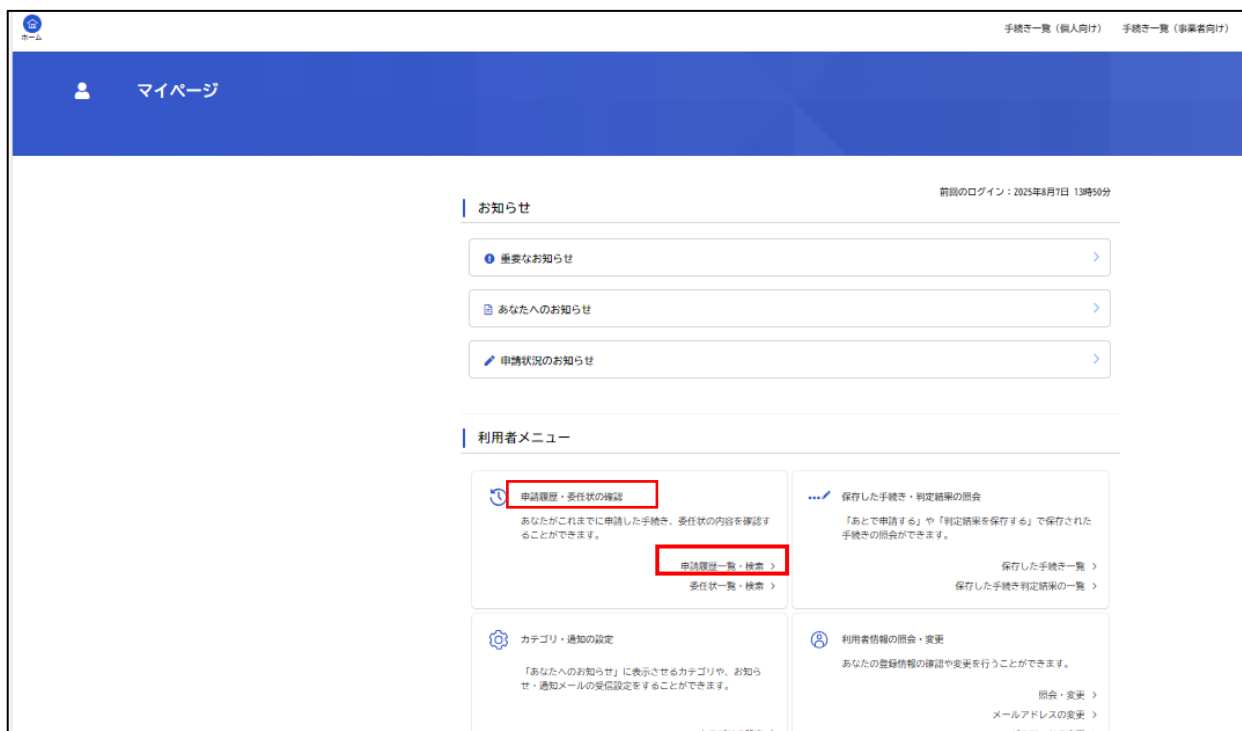 ホーム
手続き一覧（個人向け） 手続き一覧（事業者向け）
マイページ
前回のログイン：2025年8月7日 13時50分
お知らせ
重要なお知らせ
あなたへのお知らせ
申請状況のお知らせ
利用者メニュー
申請履歴・委任状の確認
あなたがこれまでに申請した手続き、委任状の内容を確認す
ることができます。
申請履歴一覧・検索
委任状一覧・検索
保存した手続き・判定結果の照会
「あとで申請する」や「判定結果を保存する」で保存された
手続きの照会ができます。
保存した手続き一覧
保存した手続き判定結果の一覧
カテゴリ・通知の設定
「あなたへのお知らせ」に表示させるカテゴリや、お知ら
せ・通知メールの受信設定をすることができます。
利用者情報の照会・変更
あなたの登録情報の確認や変更を行うことができます。
照会・変更
メールアドレスの変更